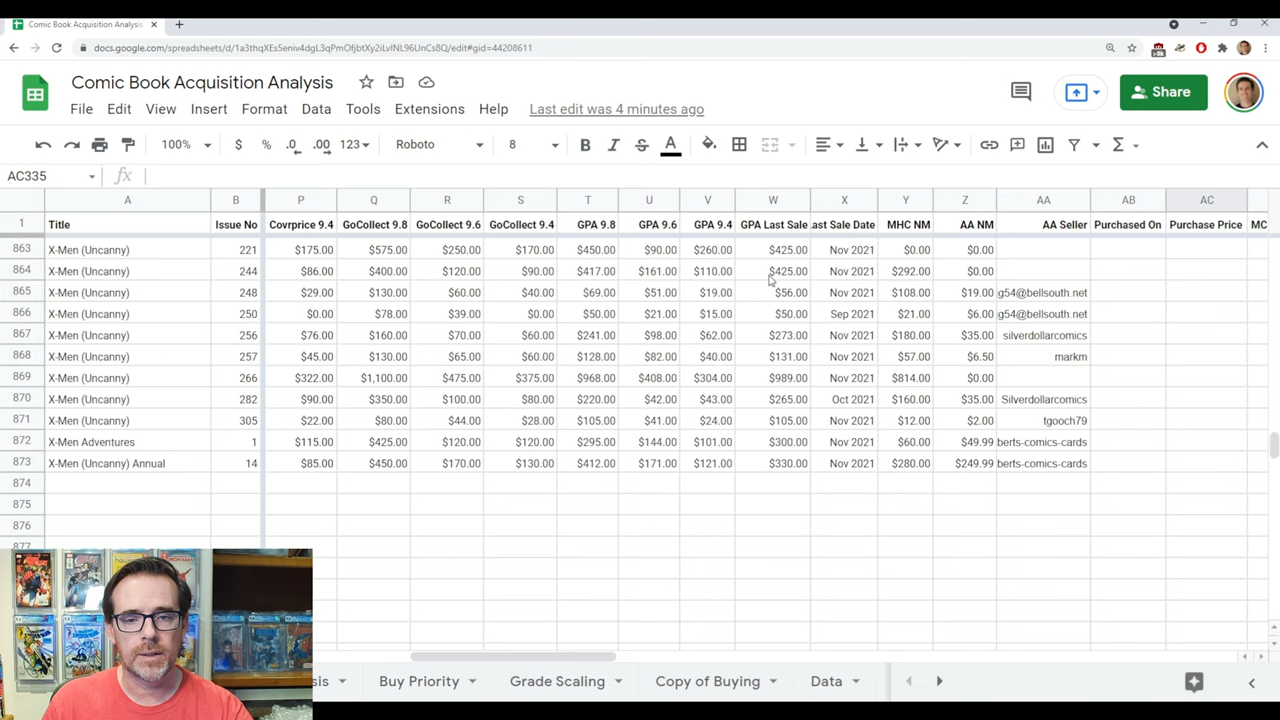 Comic Book Acquisition Analysis
docs.google.com/spreadsheets/d/1a3thqXEs5eniv4dgL3qPmOfjbtXy2iLvINL96UnCs8Q/edit#gid=44208611
Comic Book Acquisition Analysis
File Edit View Insert Format Data Tools Extensions Help Last edit was 4 minutes ago
Share
100% $ % .0 .00 123 Roboto 8 B I S A
AC335 fx
A B P Q R S T U V W X Y Z AA AB AC
1 Title Issue No Covrprice 9.4 GoCollect 9.8 GoCollect 9.6 GoCollect 9.4 GPA 9.8 GPA 9.6 GPA 9.4 GPA Last Sale ast Sale Date MHC NM AA NM AA Seller Purchased On Purchase Price MC
863 X-Men (Uncanny) 221 $175.00 $575.00 $250.00 $170.00 $450.00 $90.00 $260.00 $425.00 Nov 2021 $0.00 $0.00
864 X-Men (Uncanny) 244 $86.00 $400.00 $120.00 $90.00 $417.00 $161.00 $110.00 $425.00 Nov 2021 $292.00 $0.00
865 X-Men (Uncanny) 248 $29.00 $130.00 $60.00 $40.00 $69.00 $51.00 $19.00 $56.00 Nov 2021 $108.00 $19.00 g54@bellsouth.net
866 X-Men (Uncanny) 250 $0.00 $78.00 $39.00 $0.00 $50.00 $21.00 $15.00 $50.00 Sep 2021 $21.00 $6.00 g54@bellsouth.net
867 X-Men (Uncanny) 256 $76.00 $160.00 $70.00 $60.00 $241.00 $98.00 $62.00 $273.00 Nov 2021 $180.00 $35.00 silverdollarcomics
868 X-Men (Uncanny) 257 $45.00 $130.00 $65.00 $60.00 $128.00 $82.00 $40.00 $131.00 Nov 2021 $57.00 $6.50 markm
869 X-Men (Uncanny) 266 $322.00 $1,100.00 $475.00 $375.00 $968.00 $408.00 $304.00 $989.00 Nov 2021 $814.00 $0.00
870 X-Men (Uncanny) 282 $90.00 $350.00 $100.00 $80.00 $220.00 $42.00 $43.00 $265.00 Oct 2021 $160.00 $35.00 Silverdollarcomics
871 X-Men (Uncanny) 305 $22.00 $80.00 $44.00 $28.00 $105.00 $41.00 $24.00 $105.00 Nov 2021 $12.00 $2.00 tgooch79
872 X-Men Adventures 1 $115.00 $425.00 $120.00 $120.00 $295.00 $144.00 $101.00 $300.00 Nov 2021 $60.00 $49.99 berts-comics-cards
873 X-Men (Uncanny) Annual 14 $85.00 $450.00 $170.00 $130.00 $412.00 $171.00 $121.00 $330.00 Nov 2021 $280.00 $249.99 berts-comics-cards
874
875
876
877
sis Buy Priority Grade Scaling Copy of Buying Data